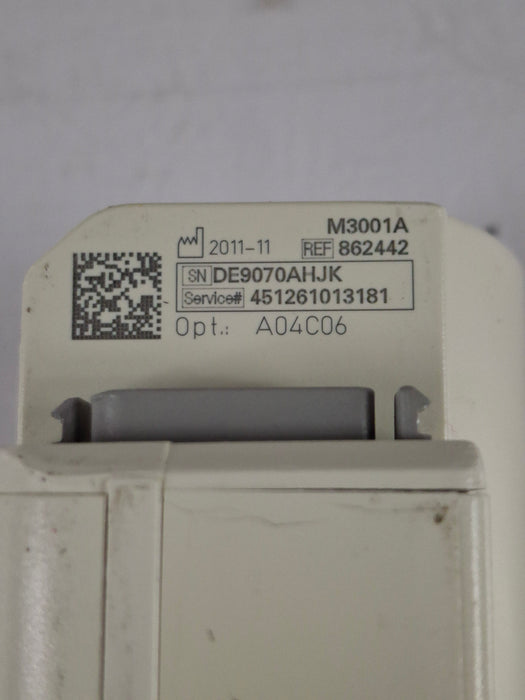 M3001A
2011-11 REF 862442
SN DE9070AHJK
Service# 451261013181
Opt.: A04C06